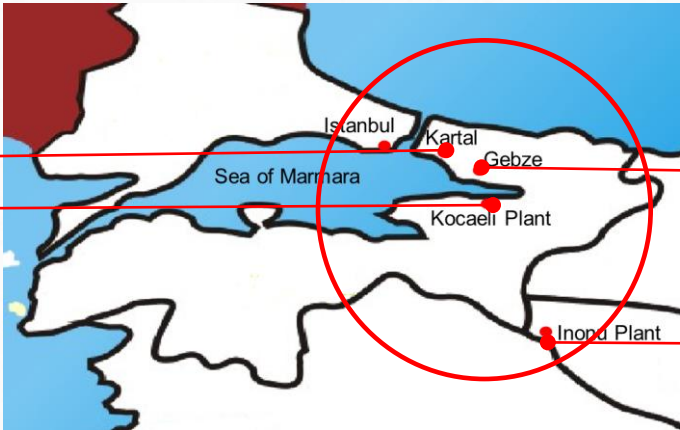 Istanbul
Kartal
Gebze
Sea of Marmara
Kocaeli Plant
Inonu Plant